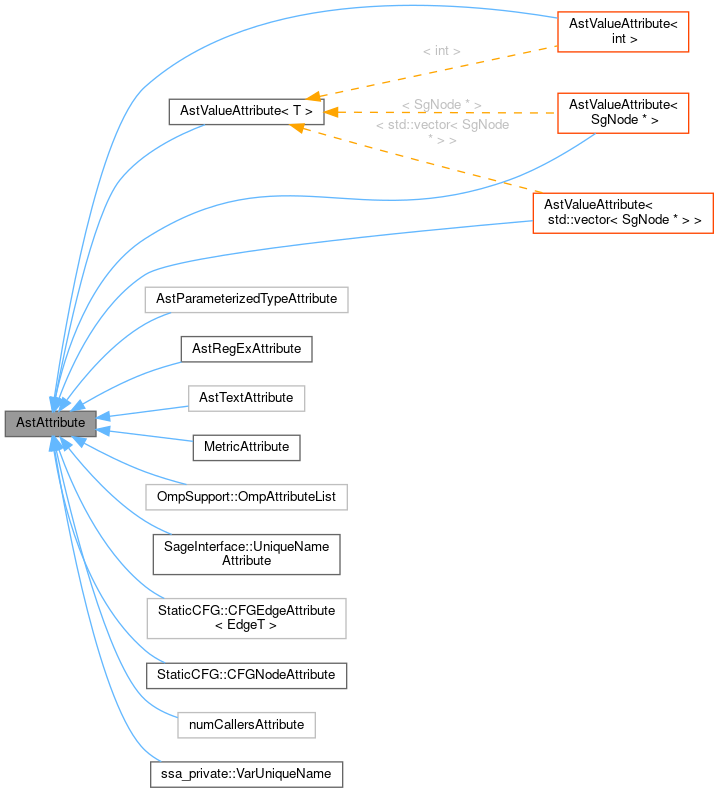 AstValueAttribute<
int >
< int >
AstValueAttribute< T >
< SgNode * >
AstValueAttribute<
SgNode * >
< std::vector< SgNode
* > >
AstValueAttribute<
std::vector< SgNode * > >
AstParameterizedTypeAttribute
AstRegExAttribute
AstTextAttribute
AstAttribute
MetricAttribute
OmpSupport::OmpAttributeList
SageInterface::UniqueName
Attribute
StaticCFG::CFGEdgeAttribute
< EdgeT >
StaticCFG::CFGNodeAttribute
numCallersAttribute
ssa_private::VarUniqueName